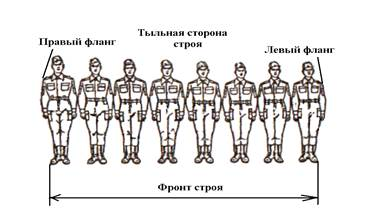 Правый фланг
Тыльная сторона
строя
Левый фланг
Фронт строя